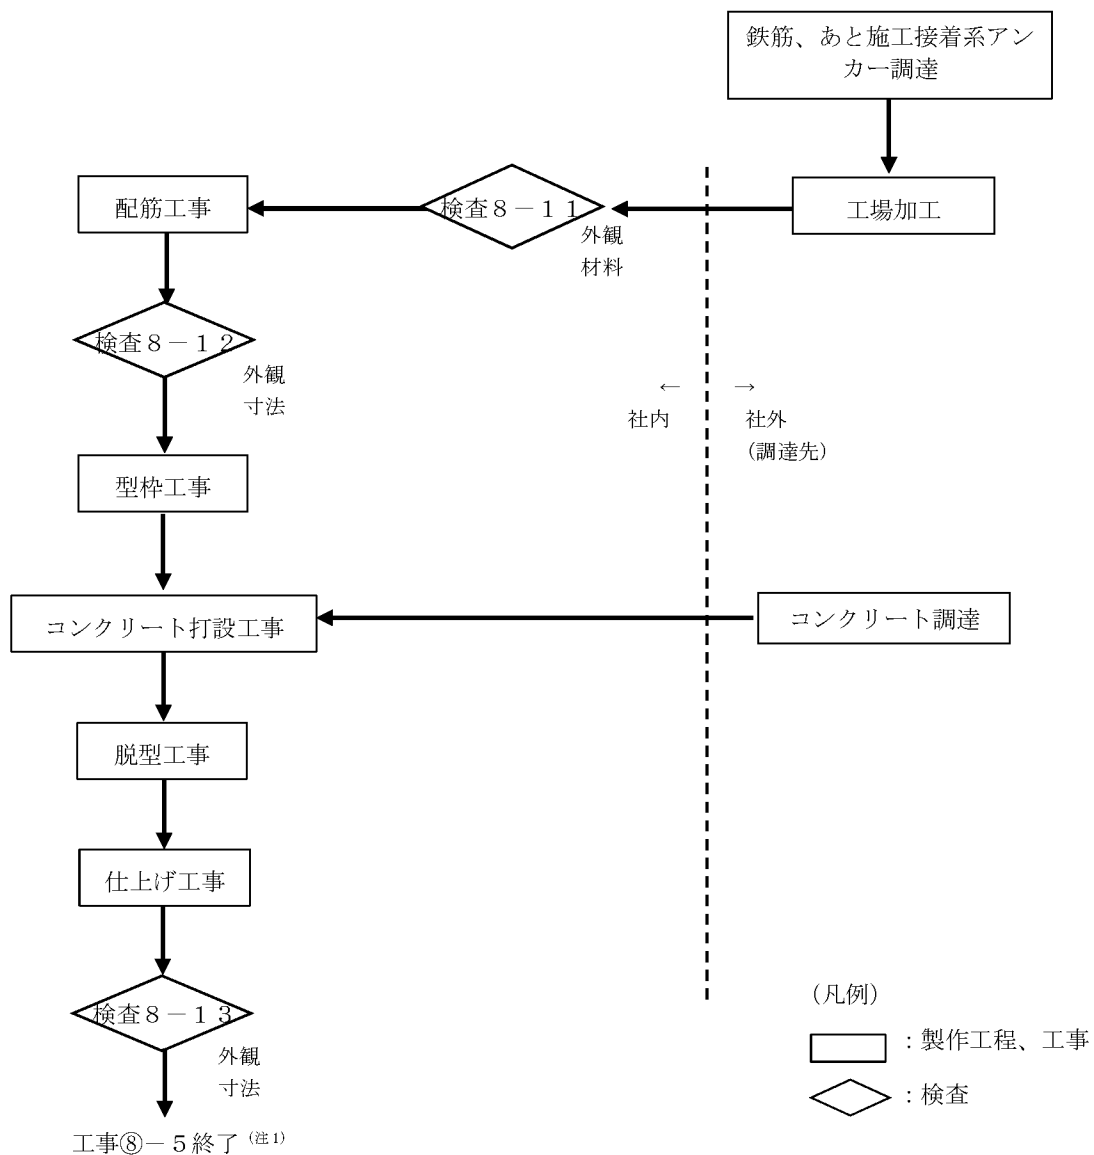 鉄筋、あと施工接着系アン
カー調達
工場加工
検査８－１１
外観
材料
配筋工事
検査８－１２
外観
寸法
←
社内
→
社外
（調達先）
型枠工事
コンクリート打設工事
コンクリート調達
脱型工事
仕上げ工事
検査８－１３
外観
寸法
工事⑧－５終了（注1）
（凡例）
：製作工程、工事
：検査